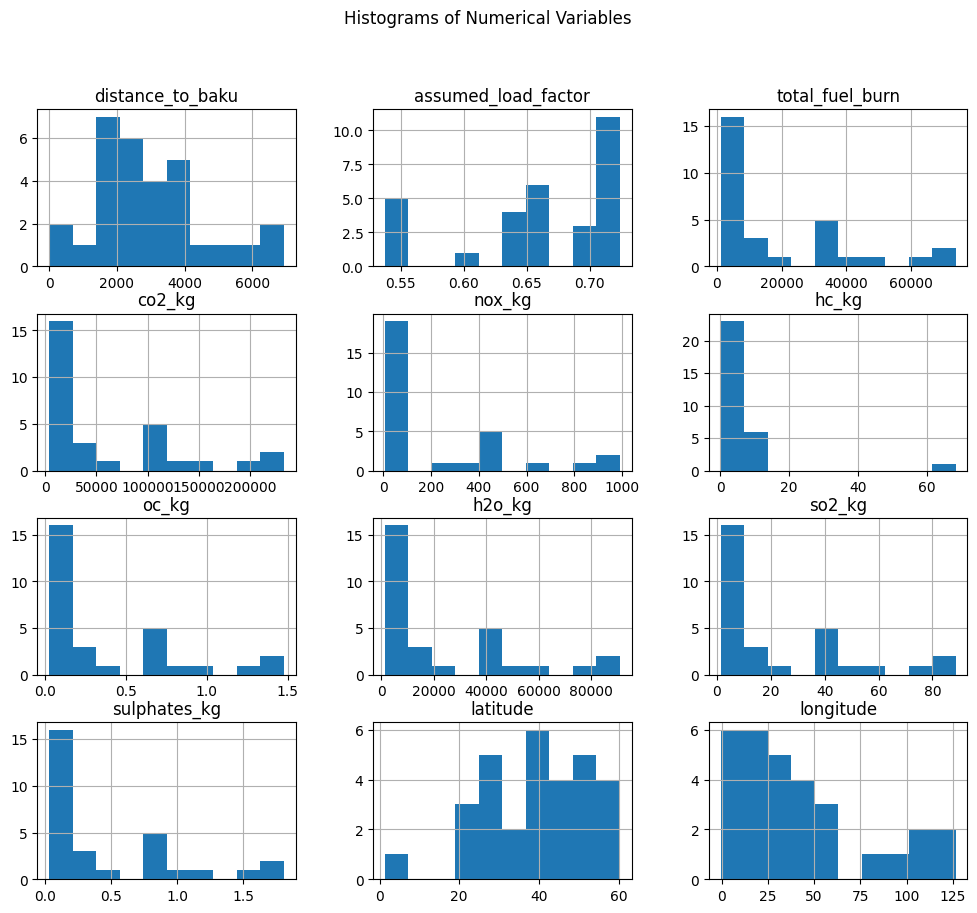 Histograms of Numerical Variables
distance_to_baku assumed_load_factor total_fuel_burn
6
4
2
0
0 2000 4000 6000
10.0
7.5
5.0
2.5
0.0
0.55 0.60 0.65 0.70
15
10
5
0
20000 40000 60000
co2_kg nox_kg hc_kg
15
10
5
0
0 50000 100000 150000 200000
15
10
5
0
0 200 400 600 800 1000
20
15
10
5
0
0 20 40 60
oc_kg h2o_kg so2_kg
15
10
5
0
0.0 0.5 1.0 1.5
15
10
5
0
0 20000 40000 60000 80000
15
10
5
0
0 20 40 60 80
sulphates_kg latitude longitude
15
10
5
0
0.0 0.5 1.0 1.5
6
4
2
0
0 20 40 60
6
4
2
0
0 25 50 75 100 125